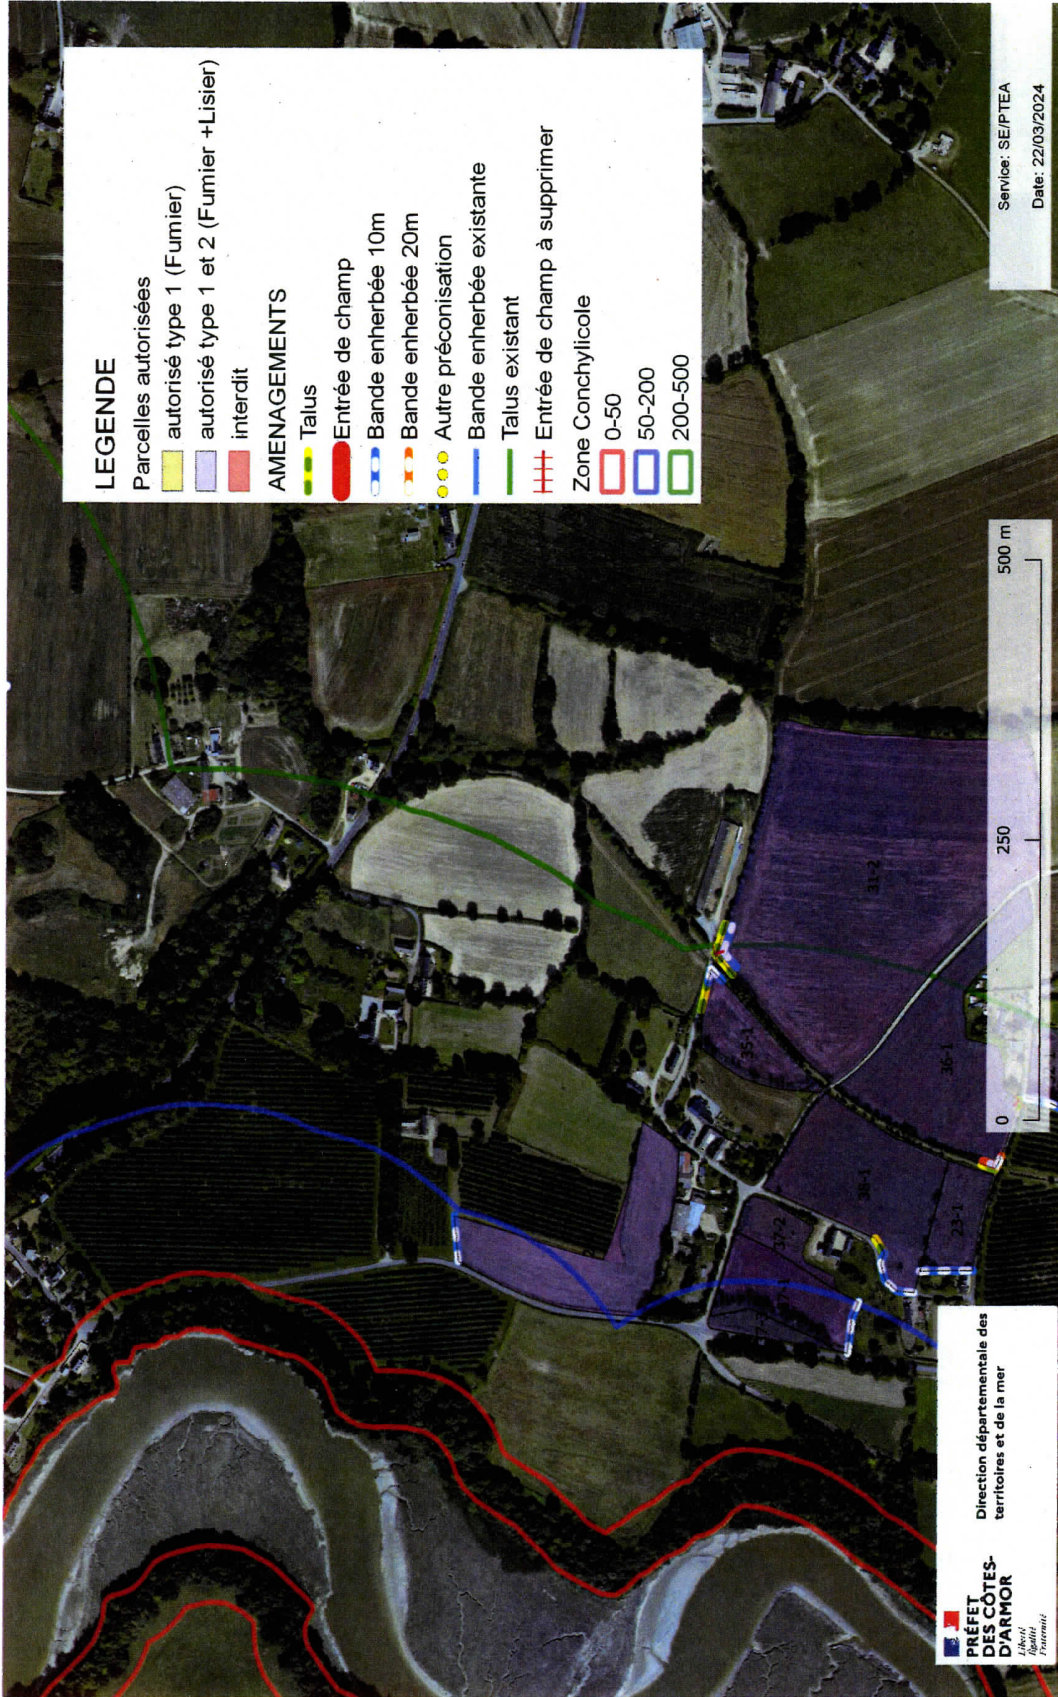 LEGENDE
Parcelles autorisées
autorisé type 1 (Fumier)
autorisé type 1 et 2 (Fumier +Lisier)
interdit
AMENAGEMENTS
Talus
Entrée de champ
Bande enherbée 10m
Bande enherbée 20m
Autre préconisation
Bande enherbée existante
Talus existant
Entrée de champ à supprimer
Zone Conchylicole
0-50
50-200
200-500
31-2
35-1
36-1
38-1
23-1
37-2
0
250
500 m
PRÉFET
DES CÔTES-
D'ARMOR
Liberté
Égalité
Fraternité
Direction départementale des
territoires et de la mer
Service: SE/PTEA
Date: 22/03/2024